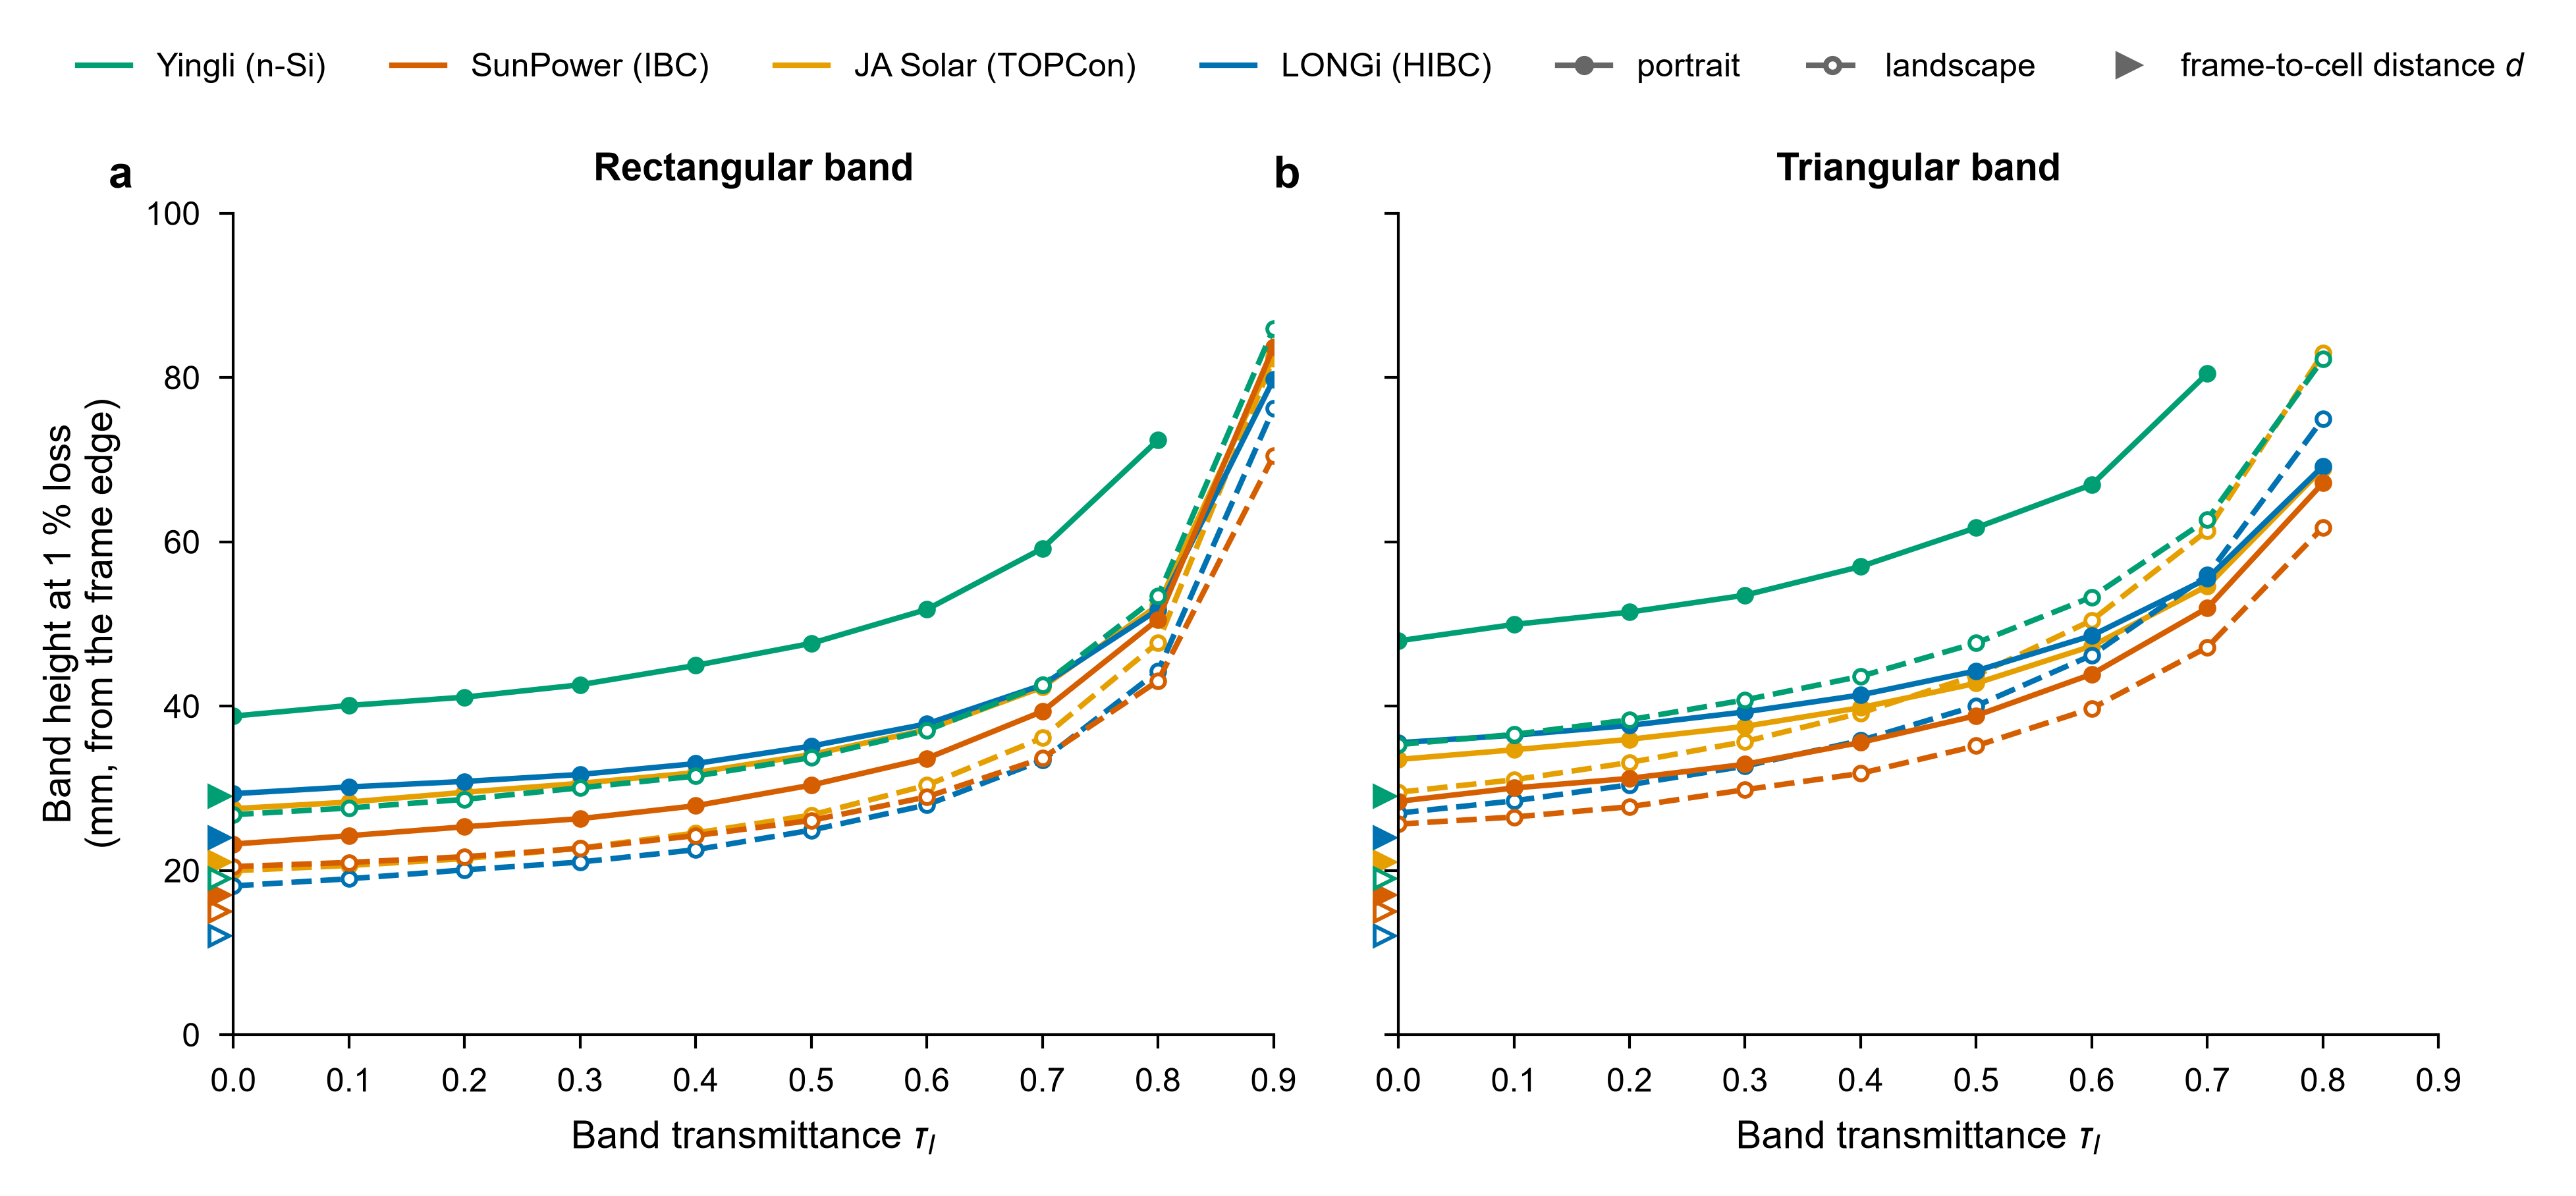 Yingli (n-Si) SunPower (IBC) JA Solar (TOPCon) LONGi (HIBC) portrait landscape frame-to-cell distance d
a Rectangular band
b Triangular band
Band height at 1 % loss
(mm, from the frame edge)
100
80
60
40
20
0
0.0 0.1 0.2 0.3 0.4 0.5 0.6 0.7 0.8 0.9
Band transmittance τl
0.0 0.1 0.2 0.3 0.4 0.5 0.6 0.7 0.8 0.9
Band transmittance τl